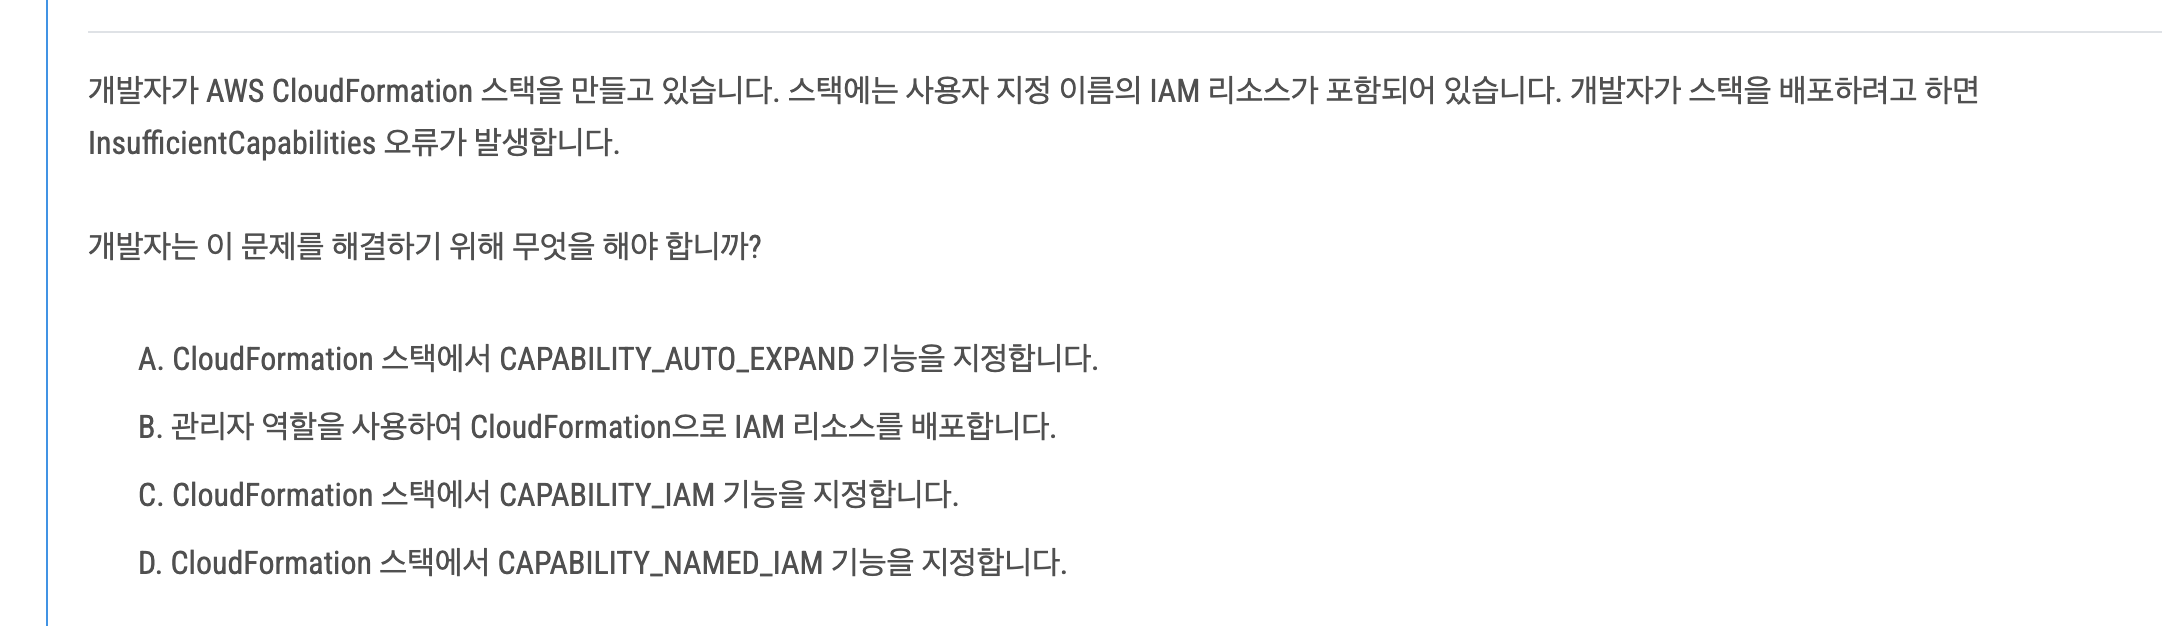 개발자가 AWS CloudFormation 스택을 만들고 있습니다. 스택에는 사용자 지정 이름의 IAM 리소스가 포함되어 있습니다. 개발자가 스택을 배포하려고 하면
InsufficientCapabilities 오류가 발생합니다.
개발자는 이 문제를 해결하기 위해 무엇을 해야 합니까?
A. CloudFormation 스택에서 CAPABILITY_AUTO_EXPAND 기능을 지정합니다.
B. 관리자 역할을 사용하여 CloudFormation으로 IAM 리소스를 배포합니다.
C. CloudFormation 스택에서 CAPABILITY_IAM 기능을 지정합니다.
D. CloudFormation 스택에서 CAPABILITY_NAMED_IAM 기능을 지정합니다.